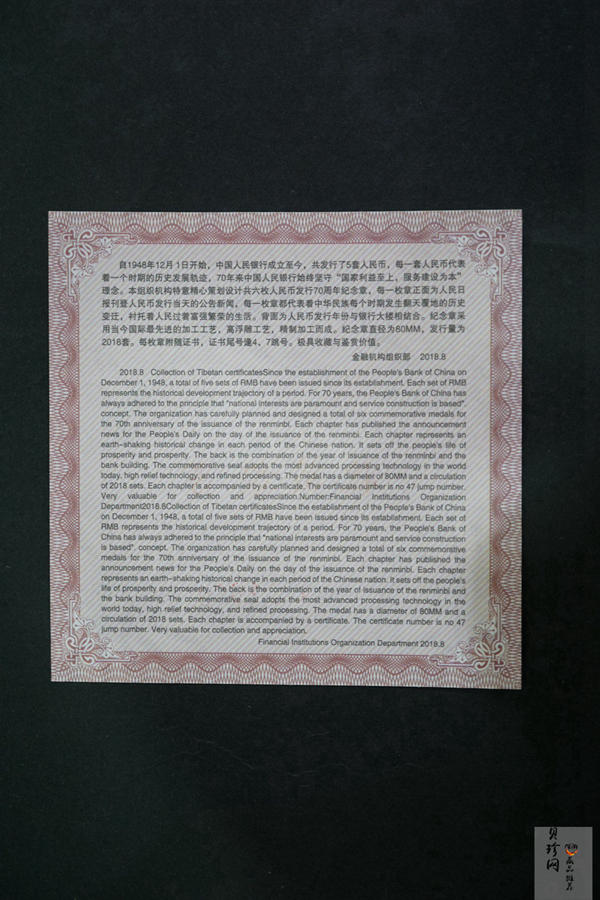 自1948年12月1日开始，中国人民银行成立至今，共发行了5套人民币，每一套人民币代表
着一个时期的历史发展轨迹，70年来中国人民银行始终坚守“国家利益至上，服务建设为本”
理念。本组织机构特意精心策划设计共六枚人民币发行70周年纪念章，每一枚章正面为人民日
报刊登人民币发行当天的公告新闻，每一枚章都代表着中华民族每个时期发生翻天覆地的历史
变迁，衬托着人民过着富强繁荣的生活。背面为人民币发行年份与银行大楼相结合。纪念章采
用当今国际最先进的加工工艺，高浮雕工艺，精制加工而成。纪念章直径为80MM，发行量为
2018套。每枚章附随证书，证书尾号逢4、7跳号。极具收藏与鉴赏价值。
金融机构组织部 2018.8
2018.8 Collection of Tibetan certificatesSince the establishment of the People's Bank of China on
December 1, 1948, a total of five sets of RMB have been issued since its establishment. Each set of RMB
represents the historical development trajectory of a period. For 70 years, the People's Bank of China has
always adhered to the principle that "national interests are paramount and service construction is based".
concept. The organization has carefully planned and designed a total of six commemorative medals for
the 70th anniversary of the issuance of the renminbi. Each chapter has published the announcement
news for the People's Daily on the day of the issuance of the renminbi. Each chapter represents an
earth-shaking historical change in each period of the Chinese nation. It sets off the people's life of
prosperity and prosperity. The back is the combination of the year of issuance of the renminbi and the
bank building. The commemorative seal adopts the most advanced processing technology in the world
today, high relief technology, and refined processing. The medal has a diameter of 80MM and a circulation
of 2018 sets. Each chapter is accompanied by a certificate. The certificate number is no 47 jump number.
Very valuable for collection and appreciation.Number:Financial Institutions Organization
Department2018.8Collection of Tibetan certificatesSince the establishment of the People's Bank of China
on December 1, 1948, a total of five sets of RMB have been issued since its establishment. Each set of
RMB represents the historical development trajectory of a period. For 70 years, the People's Bank of
China has always adhered to the principle that "national interests are paramount and service construction
is based". concept. The organization has carefully planned and designed a total of six commemorative
medals for the 70th anniversary of the issuance of the renminbi. Each chapter has published the
announcement news for the People's Daily on the day of the issuance of the renminbi. Each chapter
represents an earth-shaking historical change in each period of the Chinese nation. It sets off the people's
life of prosperity and prosperity. The back is the combination of the year of issuance of the renminbi and
the bank building. The commemorative seal adopts the most advanced processing technology in the
world today, high relief technology, and refined processing. The medal has a diameter of 80MM and a
circulation of 2018 sets. Each chapter is accompanied by a certificate. The certificate number is no 47
jump number. Very valuable for collection and appreciation.
Financial Institutions Organization Department 2018.8
贝珍网
藏品推荐